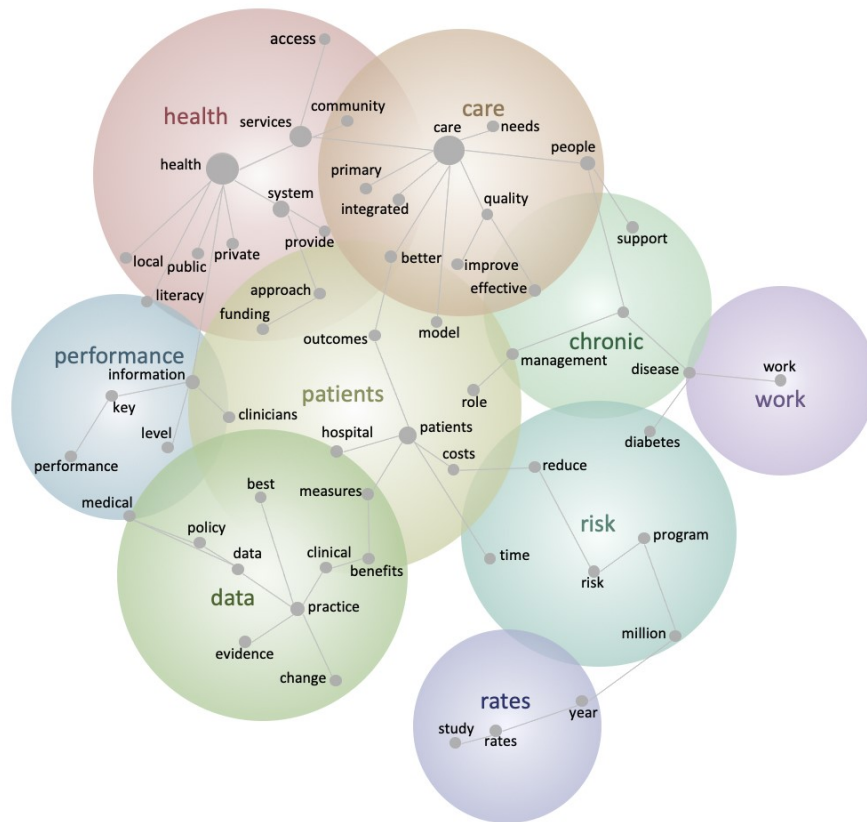 access
community
health
services
care
care
needs
people
health
primary
system
integrated
quality
provide
support
local
public
private
better
improve
literacy
approach
effective
funding
outcomes
model
chronic
performance
information
management
disease
work
key
patients
role
work
clinicians
level
hospital
patients
diabetes
performance
costs
reduce
best
measures
medical
policy
risk
program
data
clinical
time
benefits
risk
data
practice
evidence
million
change
rates
year
study
rates